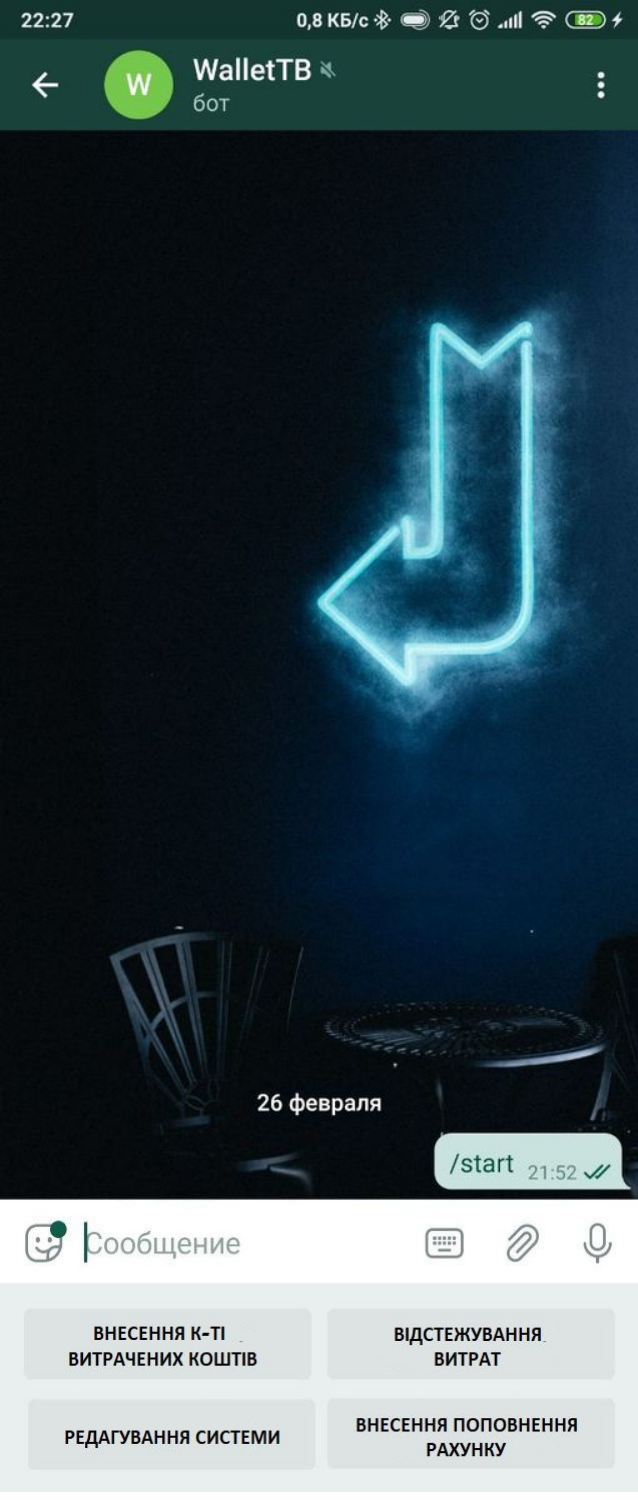 22:27 0,8 КБ/с 82
W WalletTB
бот
26 февраля
/start 21:52
Сообщение
ВНЕСЕННЯ К-ТІ
ВИТРАЧЕНИХ КОШТІВ
ВІДСТЕЖУВАННЯ
ВИТРАТ
РЕДАГУВАННЯ СИСТЕМИ
ВНЕСЕННЯ ПОПОВНЕННЯ
РАХУНКУ